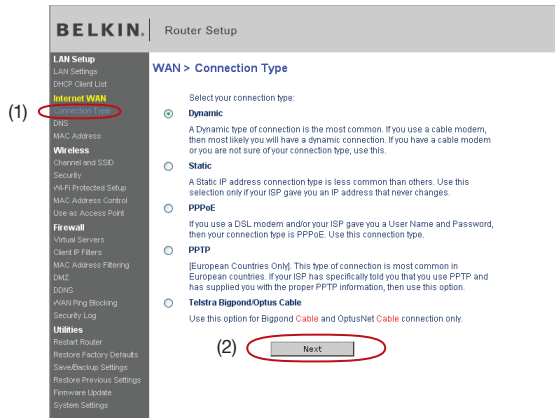 BELKIN. Router Setup
LAN Setup
LAN Settings
DHCP Client List
Internet WAN
(1)
Connection Type
DNS
MAC Address
Wireless
Channel and SSID
Security
Wi-Fi Protected Setup
MAC Address Control
Use as Access Point
Firewall
Virtual Servers
Client IP Filters
MAC Address Filtering
DMZ
DDNS
WAN Ping Blocking
Security Log
Utilities
Restart Router
Restore Factory Defaults
Save/Backup Settings
Restore Previous Settings
Firmware Update
System Settings
WAN > Connection Type
Select your connection type:
Dynamic
A Dynamic type of connection is the most common. If you use a cable modem,
then most likely you will have a dynamic connection. If you have a cable modem
or you are not sure of your connection type, use this.
Static
A Static IP address connection type is less common than others. Use this
selection only if your ISP gave you an IP address that never changes.
PPPoE
If you use a DSL modem and/or your ISP gave you a User Name and Password,
then your connection type is PPPoE. Use this connection type.
PPTP
[European Countries Only]. This type of connection is most common in
European countries. If your ISP has specifically told you that you use PPTP and
has supplied you with the proper PPTP information, then use this option.
Telstra Bigpond/Optus Cable
Use this option for Bigpond Cable and OptusNet Cable connection only.
(2)
Next